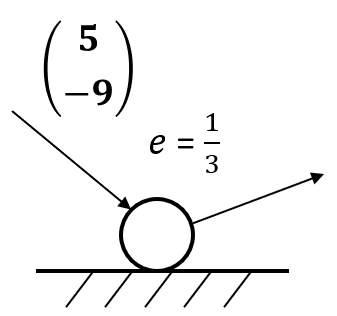 5
−9
e = 1/3